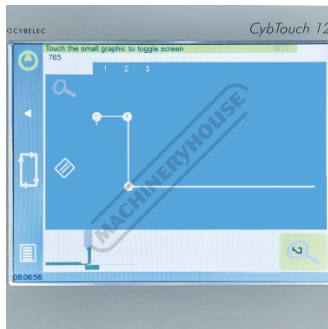 CYBELEC
CybTouch 12
Touch the small graphic to toggle screen
765
1 2 3
MACHINERYHOUSE
08:06:56